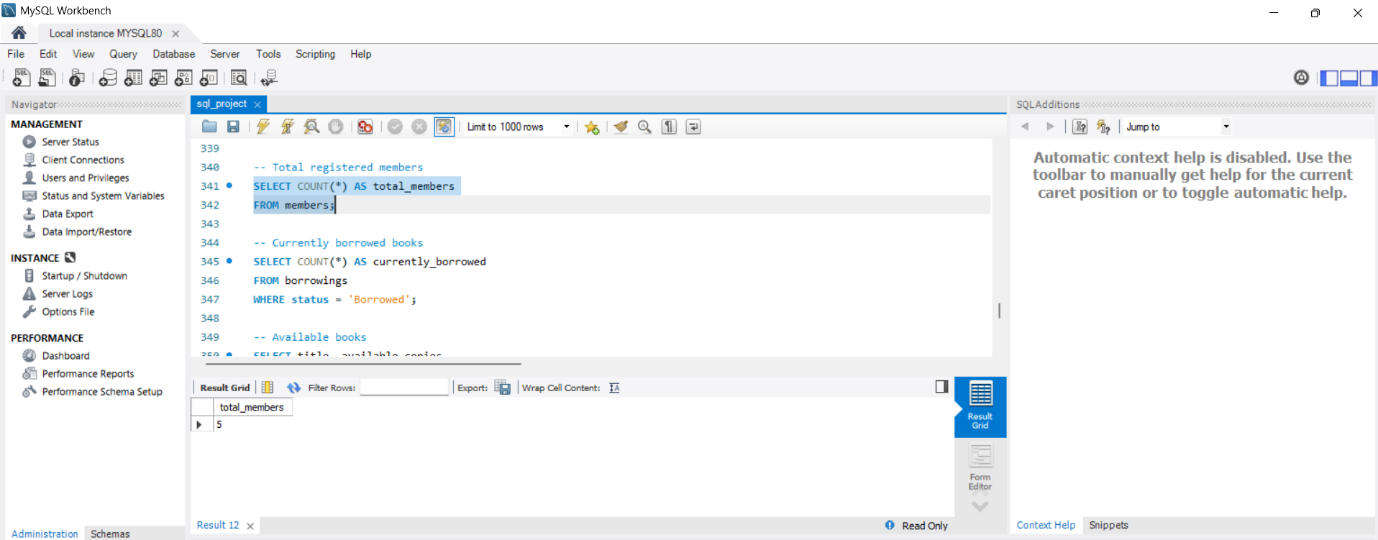 MySQL Workbench
Local instance MYSQL80
File Edit View Query Database Server Tools Scripting Help
Navigator
MANAGEMENT
Server Status
Client Connections
Users and Privileges
Status and System Variables
Data Export
Data Import/Restore
INSTANCE
Startup / Shutdown
Server Logs
Options File
PERFORMANCE
Dashboard
Performance Reports
Performance Schema Setup
Administration Schemas
sql_project
Limit to 1000 rows
339
340 -- Total registered members
341 SELECT COUNT(*) AS total_members
342 FROM members;
343
344 -- Currently borrowed books
345 SELECT COUNT(*) AS currently_borrowed
346 FROM borrowings
347 WHERE status = 'Borrowed';
348
349 -- Available books
350 SELECT title, available_copies
Result Grid Filter Rows: Export: Wrap Cell Content:
total_members
5
Result Grid
Form Editor
Result 12 Read Only
SQLAdditions
Jump to
Automatic context help is disabled. Use the
toolbar to manually get help for the current
caret position or to toggle automatic help.
Context Help Snippets